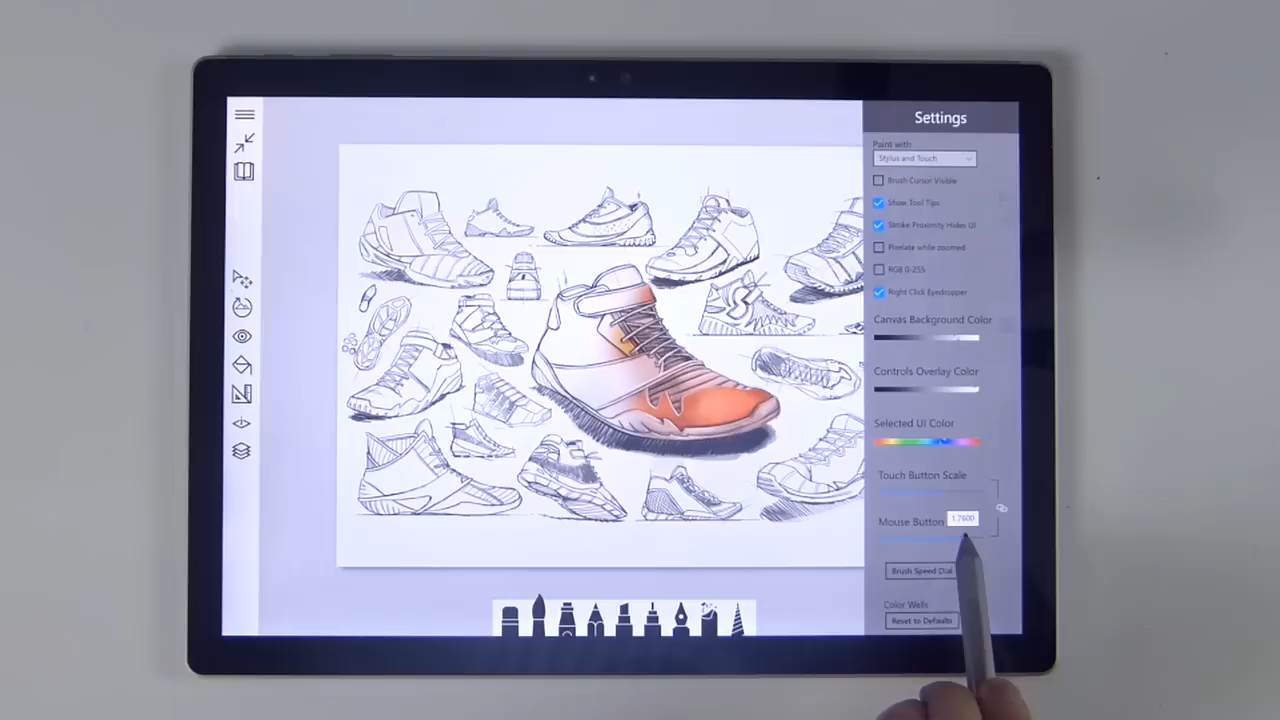 Settings
Paint with:
Stylus and Touch
Brush Cursor Visible
Show Tool Tips
Stroke Proximity Hides UI
Pixelate while zoomed
RGB 0-255
Right Click Eyedropper
Canvas Background Color
Controls Overlay Color
Selected UI Color
Touch Button Scale
Mouse Button 1.7600
Brush Speed Dial
Color Wells
Reset to Defaults